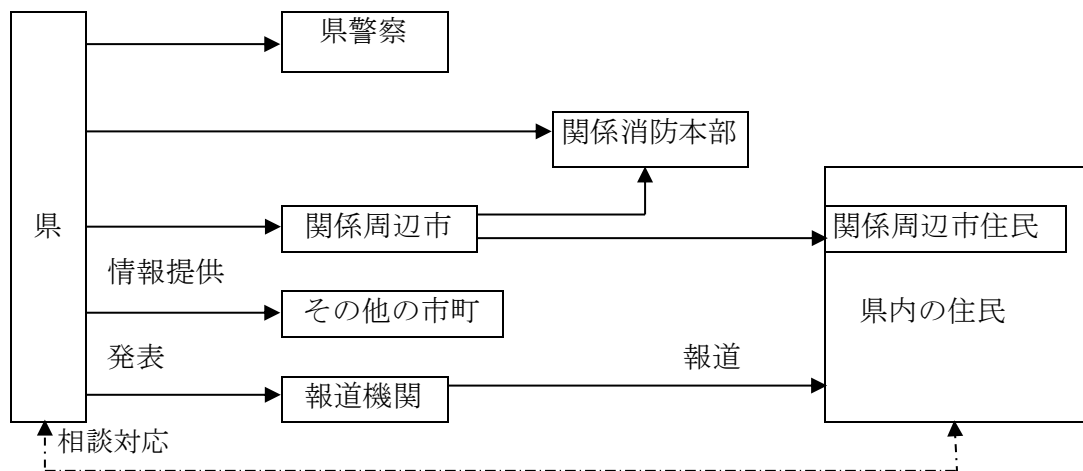 県警察
関係消防本部
県
関係周辺市
関係周辺市住民
情報提供
その他の市町
県内の住民
発表
報道
報道機関
相談対応